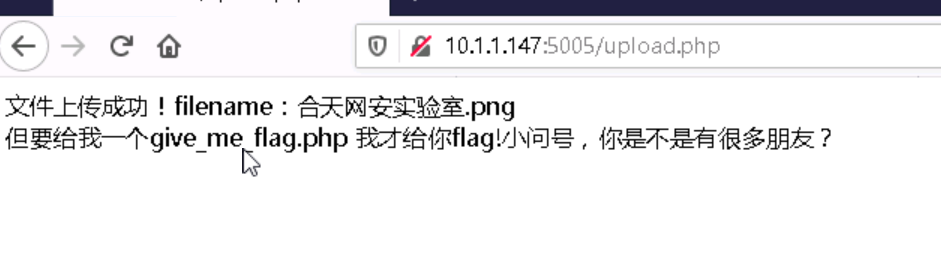 10.1.1.147:5005/upload.php
文件上传成功！filename：合天网安实验室.png
但要给我一个give_me_flag.php 我才给你flag!小问号，你是不是有很多朋友？